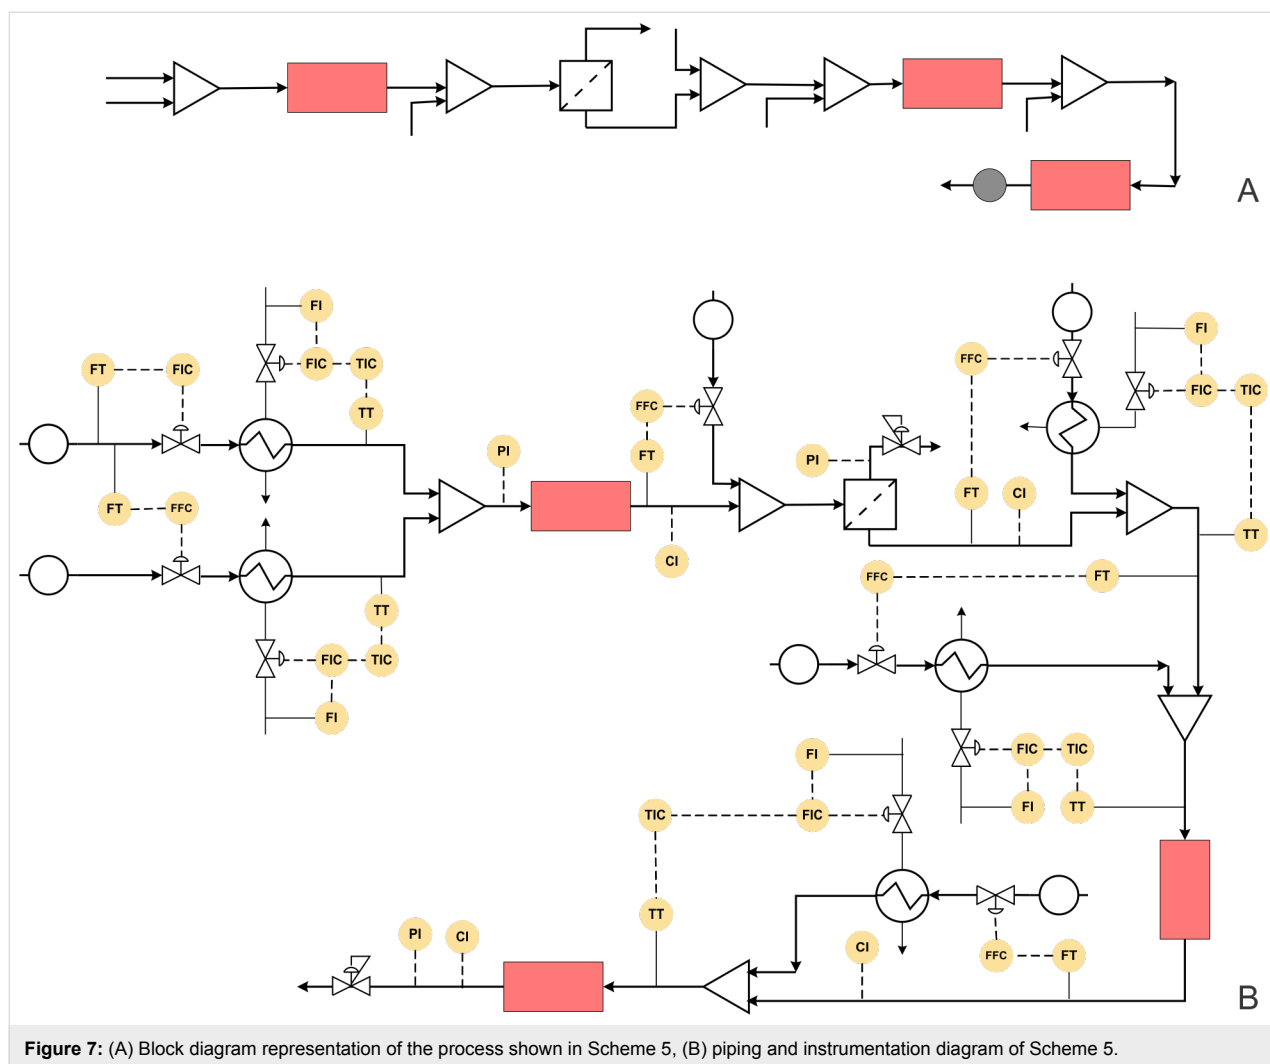 A
FI
FT
FIC
FIC
TIC
TT
FT
FFC
TT
FIC
TIC
FI
PI
FFC
FT
CI
PI
FFC
FT
CI
FI
FIC
TIC
TT
FFC
FT
FIC
TIC
FI
TT
FI
TIC
FIC
TT
PI
CI
CI
FFC
FT
B
Figure 7: (A) Block diagram representation of the process shown in Scheme 5, (B) piping and instrumentation diagram of Scheme 5.